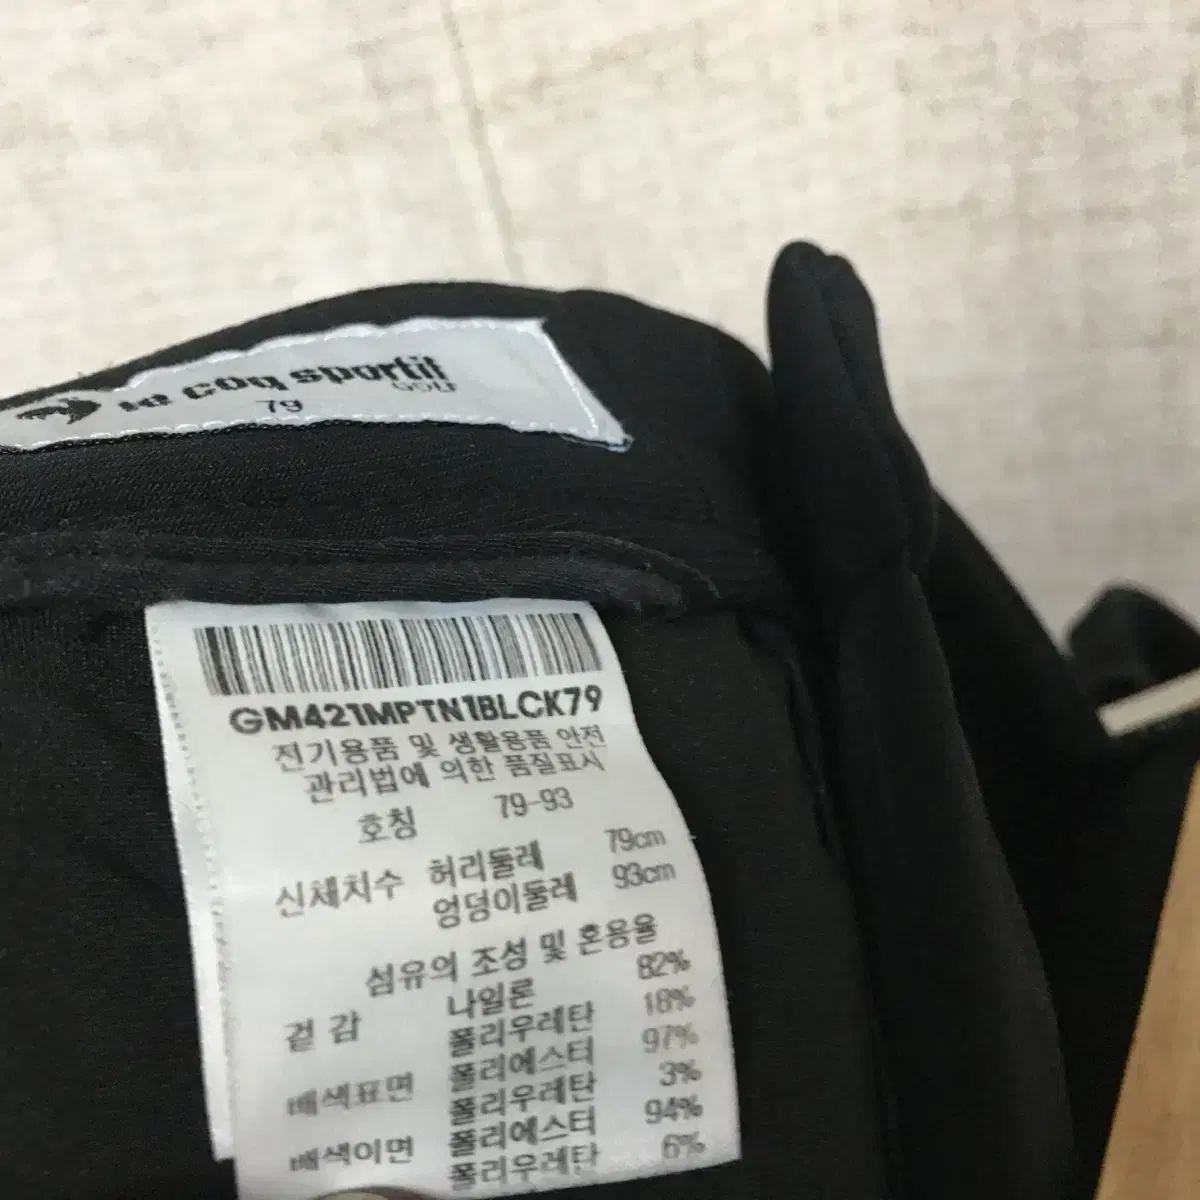 le coq sportif
GOLF
79
GM421MPTN1BLCK79
전기용품 및 생활용품 안전
관리법에 의한 품질표시
호칭 79-93
신체치수 허리둘레 79cm
엉덩이둘레 93cm
섬유의 조성 및 혼용율
겉감 나일론 82%
폴리우레탄 18%
배색표면 폴리에스터 97%
폴리우레탄 3%
배색이면 폴리에스터 94%
폴리우레탄 6%